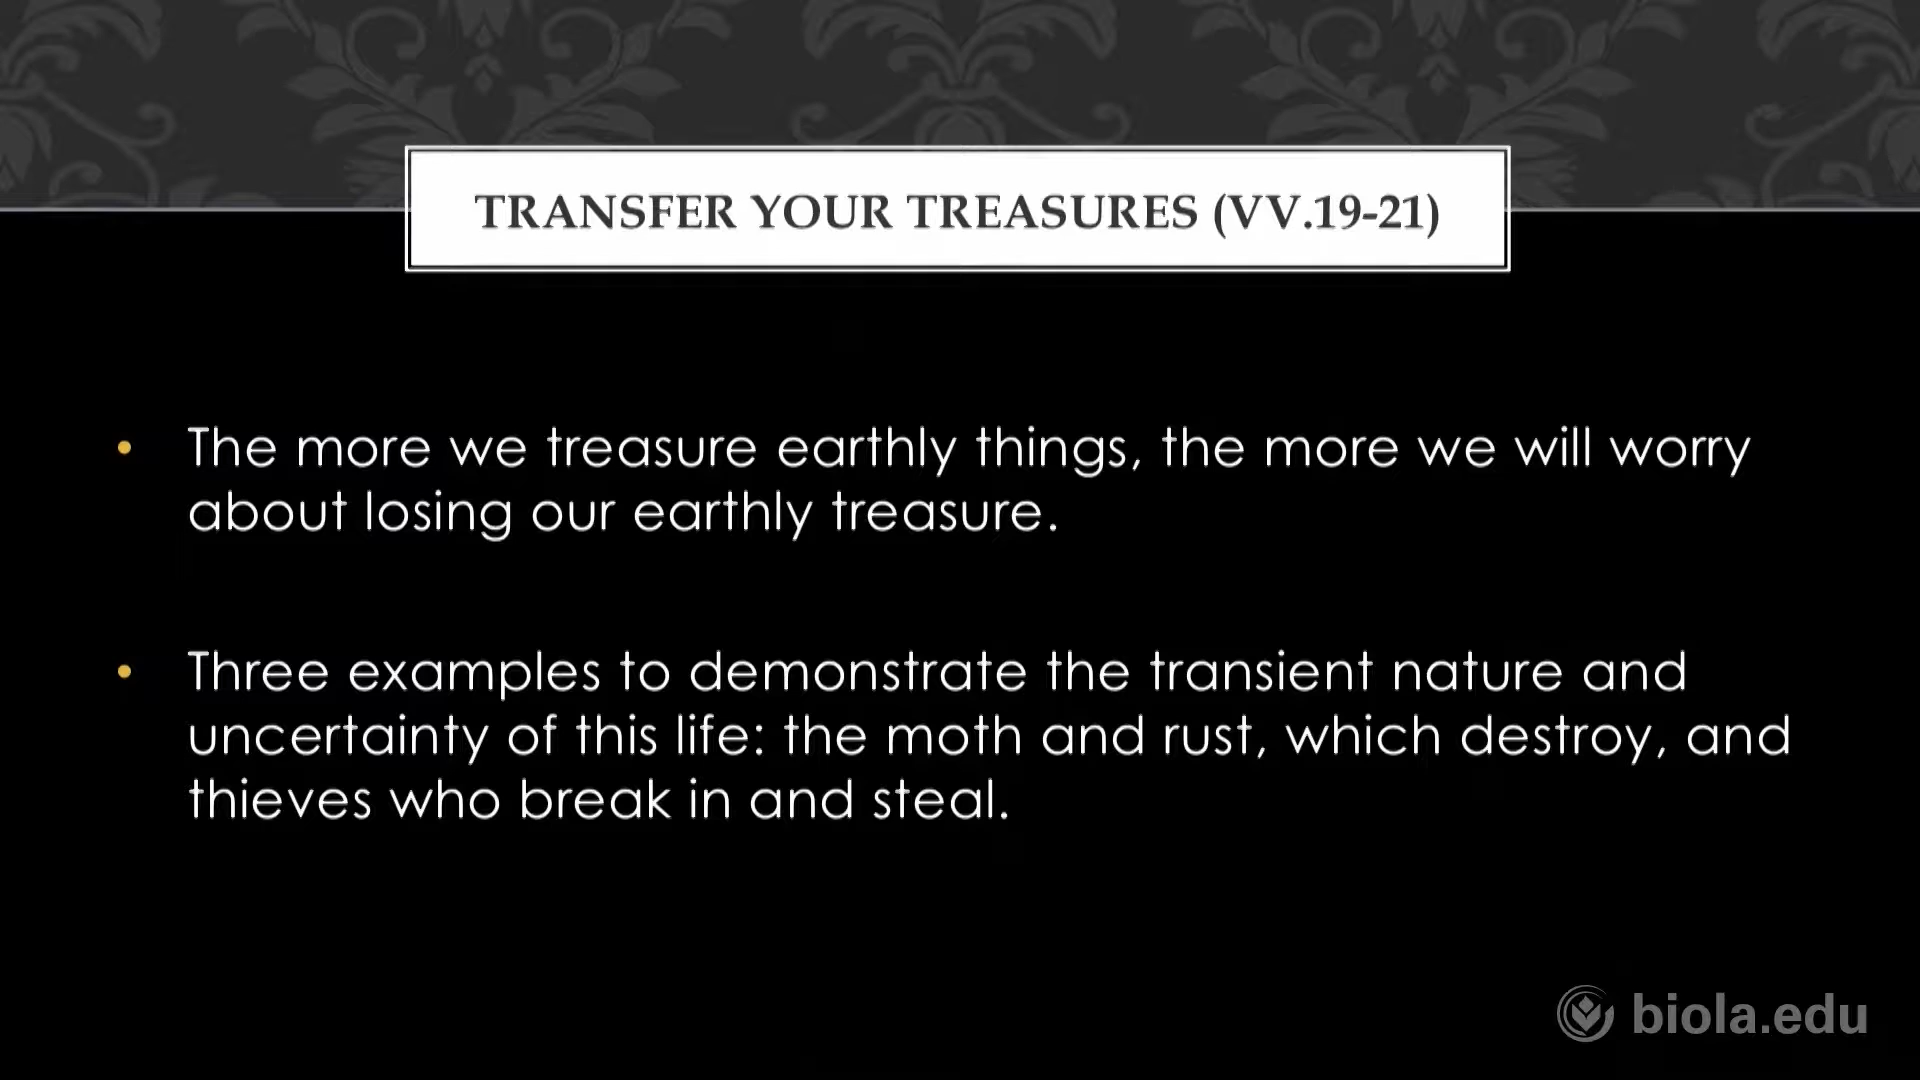 TRANSFER YOUR TREASURES (VV.19-21)
• The more we treasure earthly things, the more we will worry
about losing our earthly treasure.
• Three examples to demonstrate the transient nature and
uncertainty of this life: the moth and rust, which destroy, and
thieves who break in and steal.
biola.edu